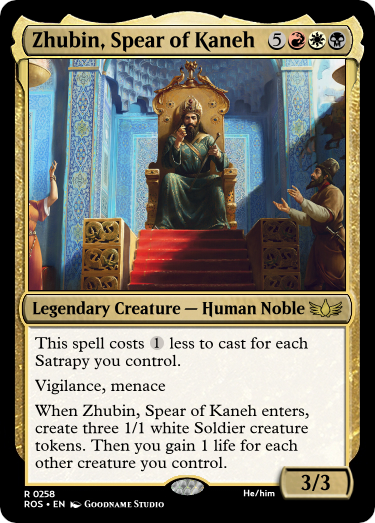 Zhubin, Spear of Kaneh 5
Legendary Creature — Human Noble
This spell costs 1 less to cast for each
Satrapy you control.
Vigilance, menace
When Zhubin, Spear of Kaneh enters,
create three 1/1 white Soldier creature
tokens. Then you gain 1 life for each
other creature you control.
3/3
R 0258
ROS • EN Goodname Studio
He/him